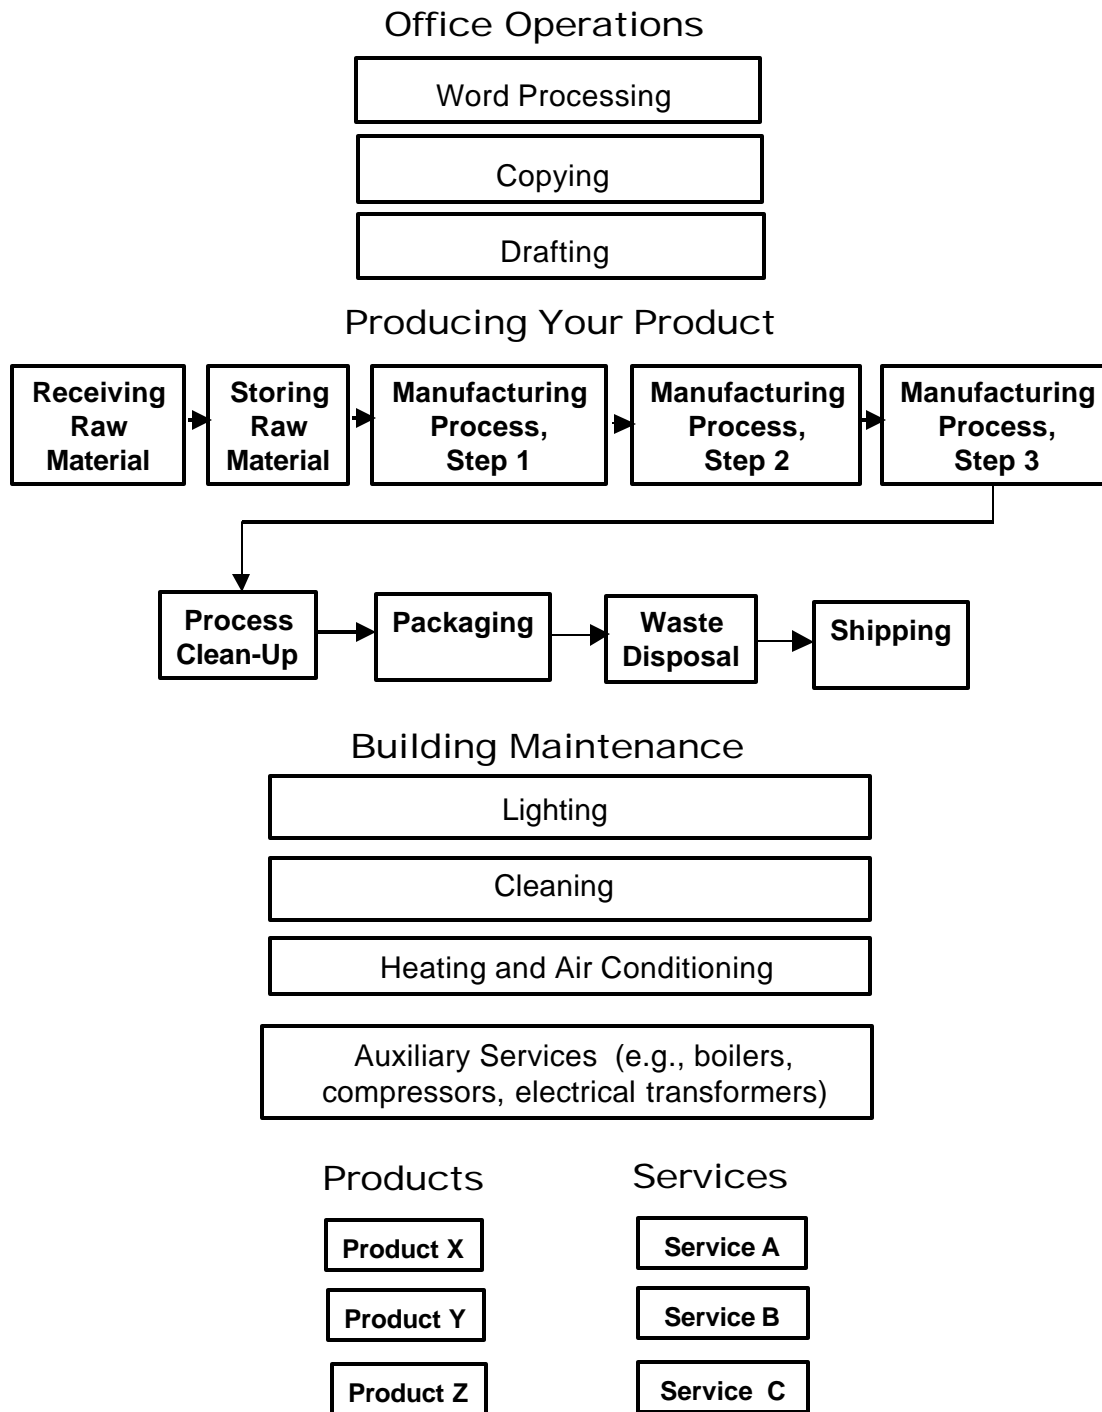 Office Operations
Word Processing
Copying
Drafting
Producing Your Product
Receiving
Raw
Material
Storing
Raw
Material
Manufacturing
Process,
Step 1
Manufacturing
Process,
Step 2
Manufacturing
Process,
Step 3
Process
Clean-Up
Packaging
Waste
Disposal
Shipping
Building Maintenance
Lighting
Cleaning
Heating and Air Conditioning
Auxiliary Services (e.g., boilers,
compressors, electrical transformers)
Products
Product X
Product Y
Product Z
Services
Service A
Service B
Service C